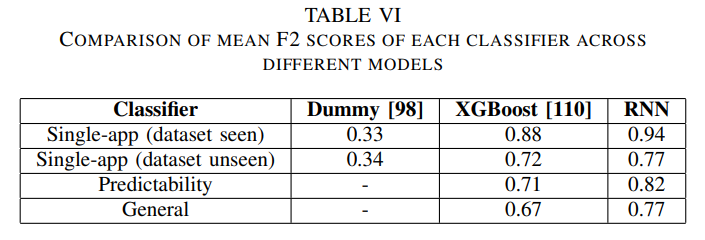 TABLE VI
COMPARISON OF MEAN F2 SCORES OF EACH CLASSIFIER ACROSS
DIFFERENT MODELS
Classifier Dummy [98] XGBoost [110] RNN
Single-app (dataset seen) 0.33 0.88 0.94
Single-app (dataset unseen) 0.34 0.72 0.77
Predictability - 0.71 0.82
General - 0.67 0.77